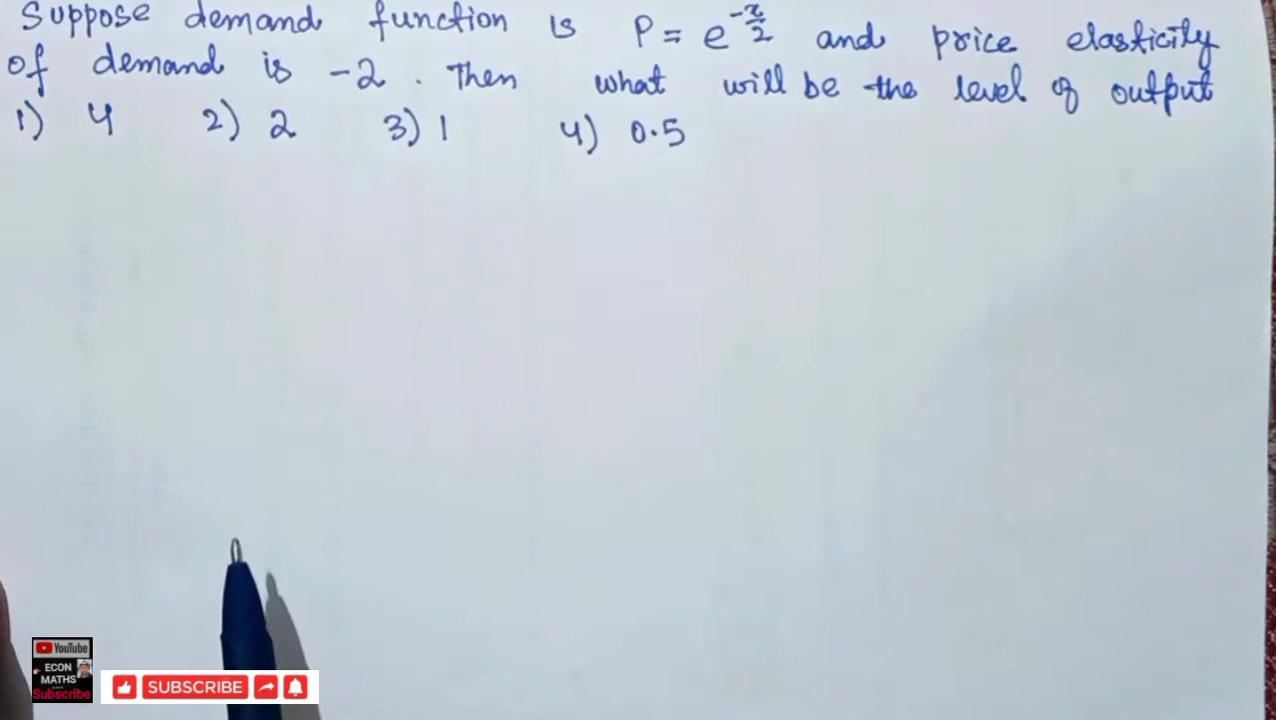 Suppose demand function is P = e^{-x/2} and price elasticity
of demand is -2. Then what will be the level of output
1) 4 2) 2 3) 1 4) 0.5
YouTube
ECON
MATHS
Subscribe
SUBSCRIBE